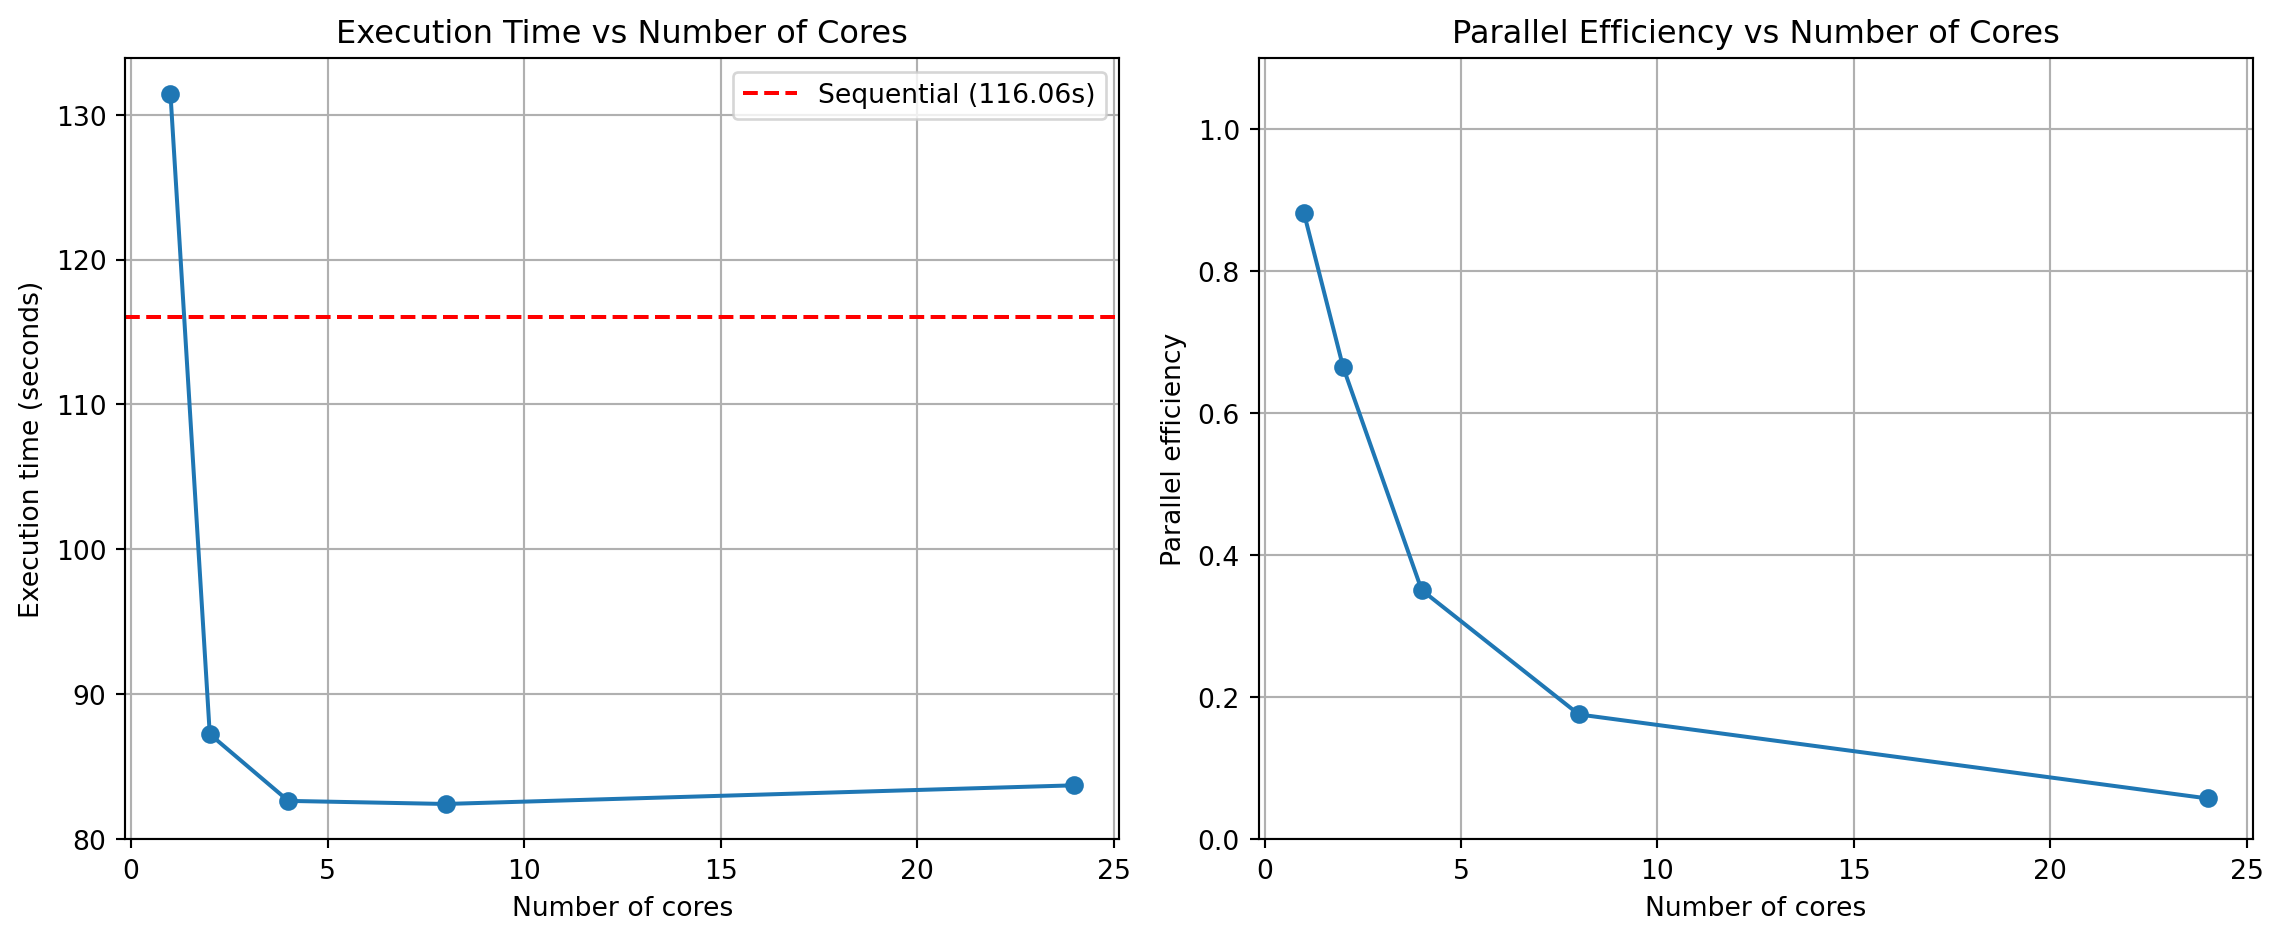 Execution Time vs Number of Cores
Sequential (116.06s)
130
120
110
100
90
80
Execution time (seconds)
0 5 10 15 20 25
Number of cores
Parallel Efficiency vs Number of Cores
1.0
0.8
0.6
0.4
0.2
0.0
Parallel efficiency
0 5 10 15 20 25
Number of cores